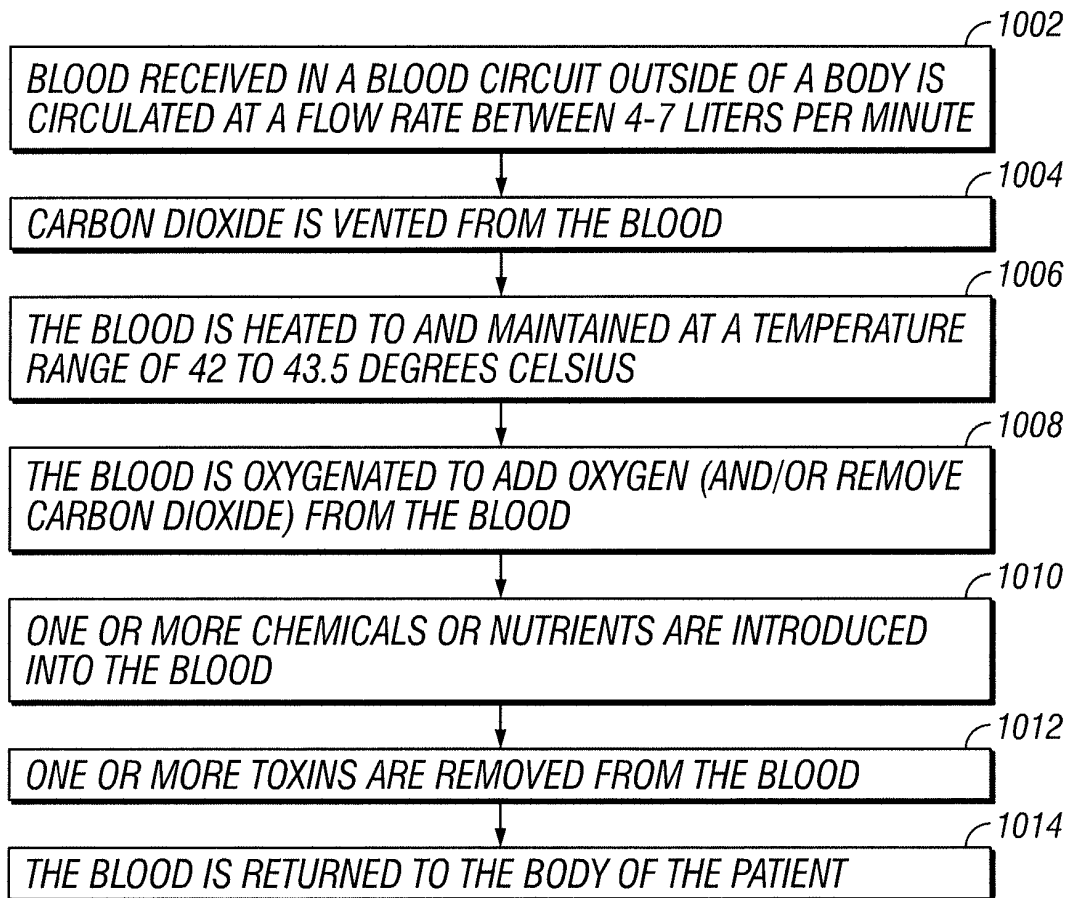 1002
BLOOD RECEIVED IN A BLOOD CIRCUIT OUTSIDE OF A BODY IS
CIRCULATED AT A FLOW RATE BETWEEN 4-7 LITERS PER MINUTE
1004
CARBON DIOXIDE IS VENTED FROM THE BLOOD
1006
THE BLOOD IS HEATED TO AND MAINTAINED AT A TEMPERATURE
RANGE OF 42 TO 43.5 DEGREES CELSIUS
1008
THE BLOOD IS OXYGENATED TO ADD OXYGEN (AND/OR REMOVE
CARBON DIOXIDE) FROM THE BLOOD
1010
ONE OR MORE CHEMICALS OR NUTRIENTS ARE INTRODUCED
INTO THE BLOOD
1012
ONE OR MORE TOXINS ARE REMOVED FROM THE BLOOD
1014
THE BLOOD IS RETURNED TO THE BODY OF THE PATIENT